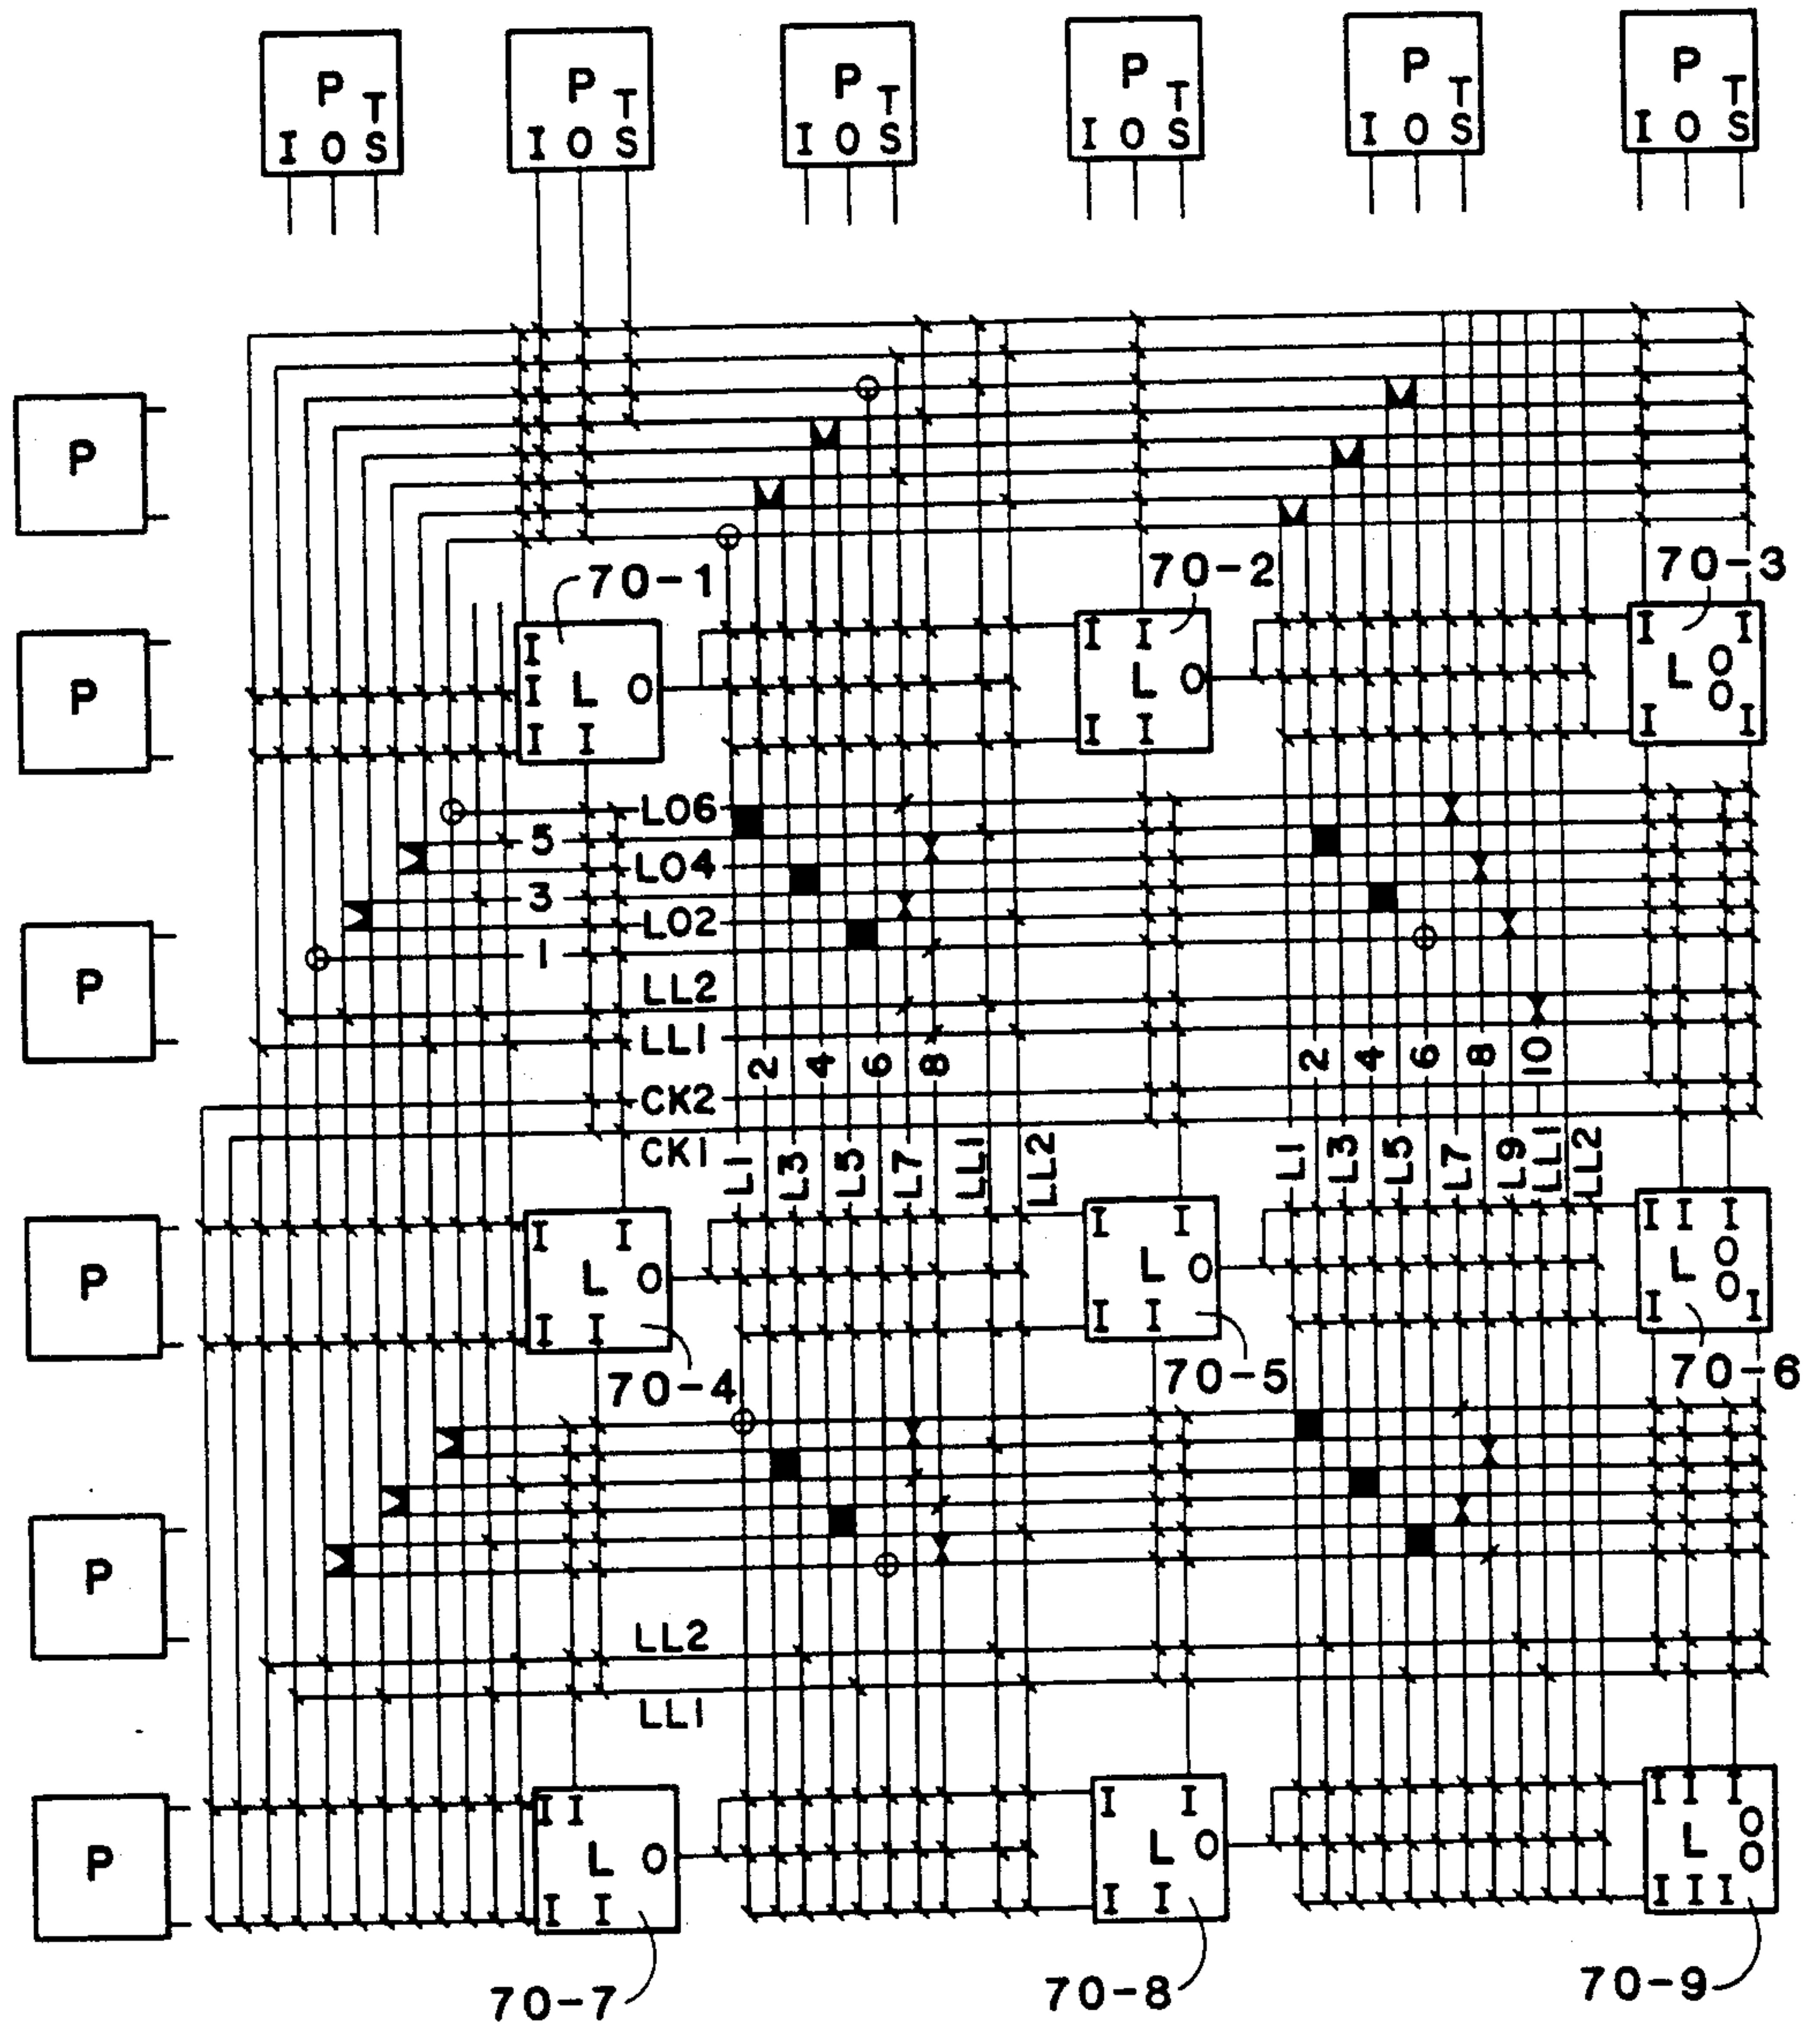 P P P P P P
T T T T T T
I O S I O S I O S I O S I O S I O S
P
70-1 70-2 70-3
P
I I I I I
I L O L O L O
O
I I I I I I
LO6
5
LO4
3
LO2
1
P
LL2
LL1
2 4 6 8 2 4 6 8 10
CK2
CK1
L1 L3 L5 L7 LL1 LL2 L1 L3 L5 L7 L9 LL1 LL2
P
I I I I I I I
L O L O L O
O
I I I I I I
70-4 70-5 70-6
P
LL2
LL1
P
I I I I I I I
L O L O L O
O
I I I I I I I
70-7 70-8 70-9